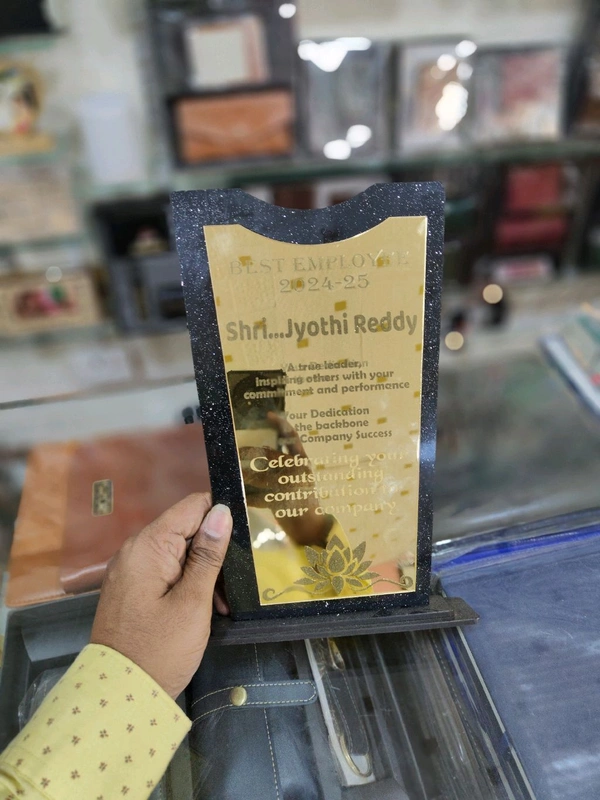 BEST EMPLOYEE
2024-25
Shri...Jyothi Reddy
A true leader,
Inspiring others with your
commitment and performance
Your Dedication
the backbone
Company Success
Celebrating your
outstanding
contribution
our company